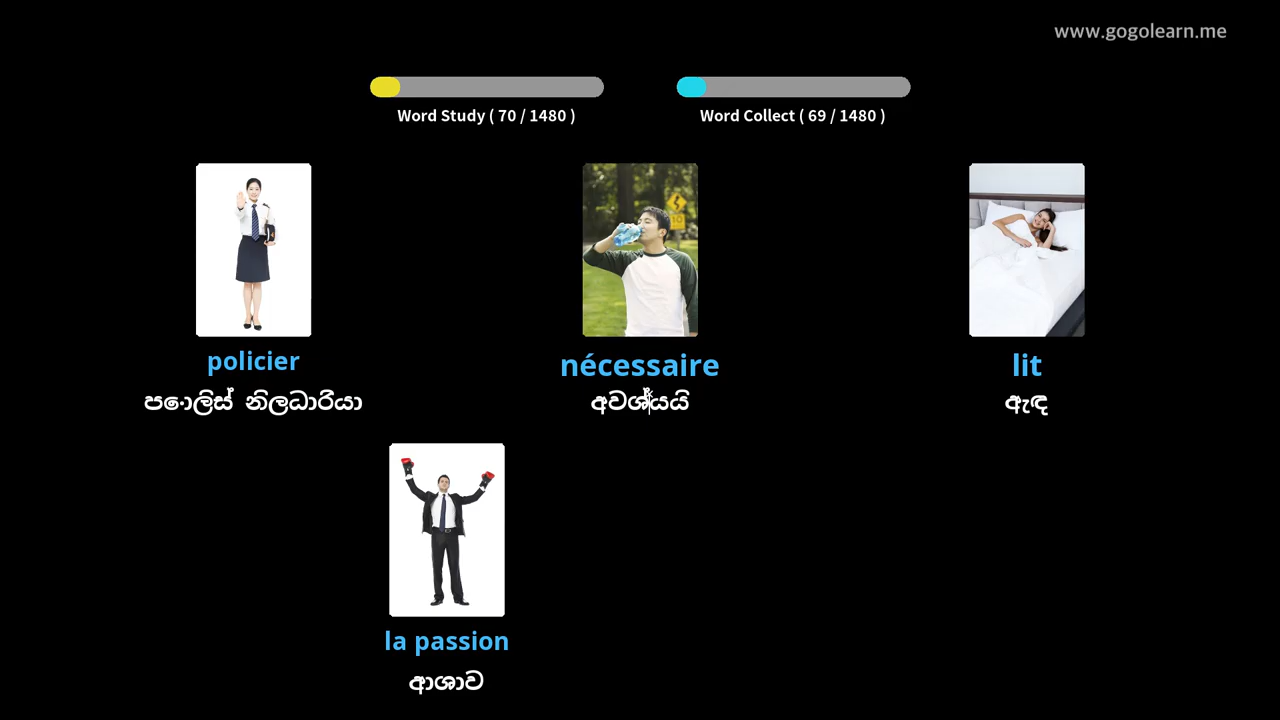 www.gogolearn.me
Word Study ( 70 / 1480 )
Word Collect ( 69 / 1480 )
policier
nécessaire
lit
පොලිස් නිලධාරියා
අවශ්‍යයි
ඇඳ
la passion
ආශාව